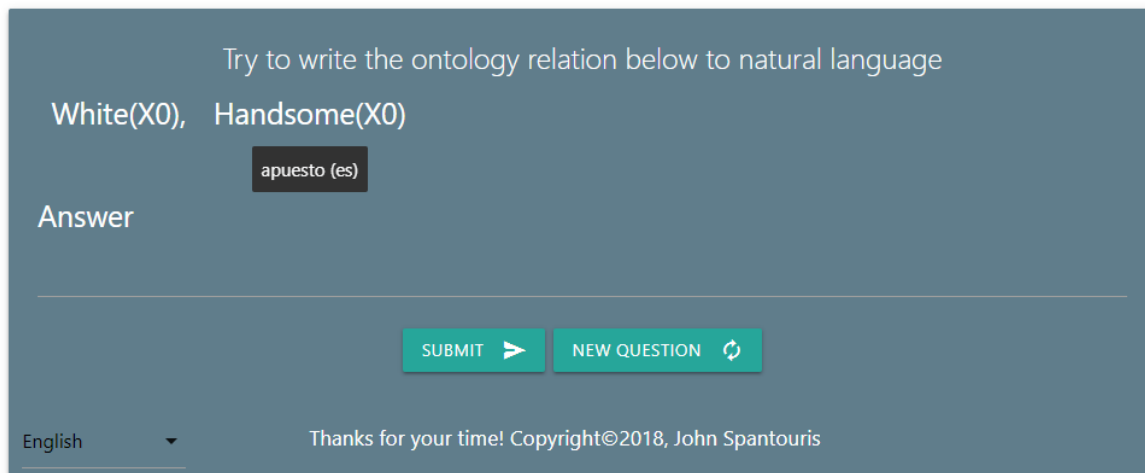 Try to write the ontology relation below to natural language
White(X0), Handsome(X0)
apuesto (es)
Answer
SUBMIT NEW QUESTION
English Thanks for your time! Copyright©2018, John Spantouris